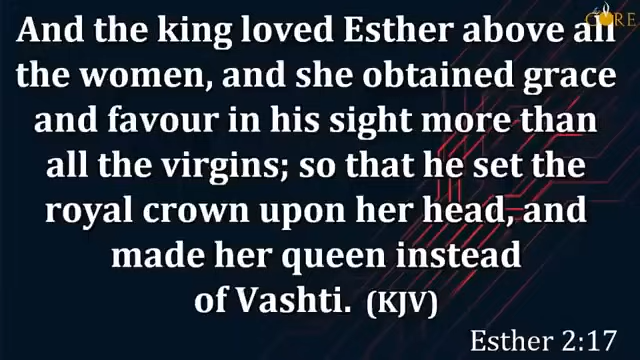 And the king loved Esther above all
the women, and she obtained grace
and favour in his sight more than
all the virgins; so that he set the
royal crown upon her head, and
made her queen instead
of Vashti. (KJV)
Esther 2:17